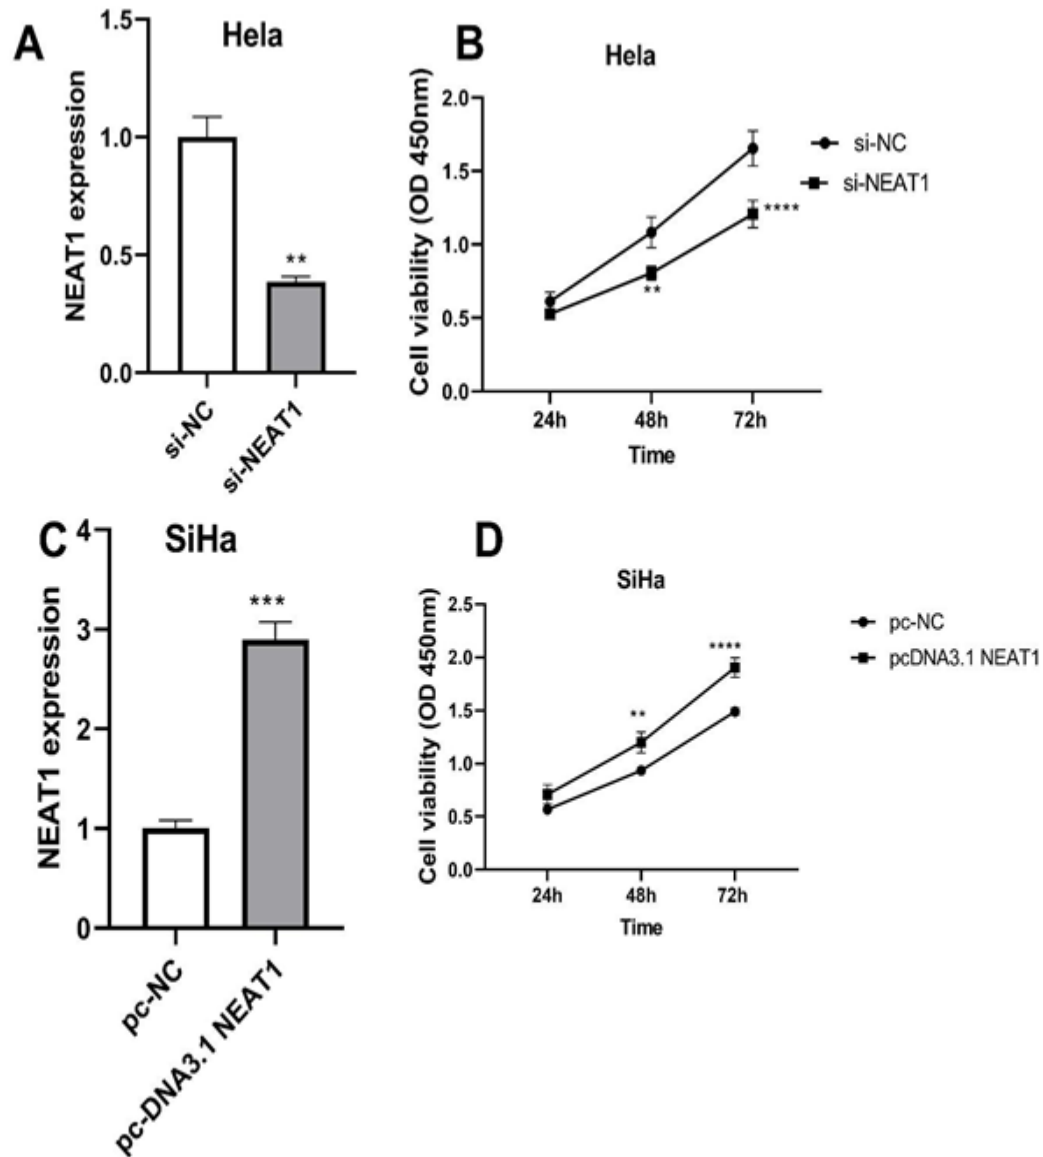 A
Hela
NEAT1 expression
1.5
1.0
0.5
0.0
**
si-NC
si-NEAT1
B
Hela
Cell viability (OD 450nm)
2.0
1.5
1.0
0.5
0.0
**
****
24h 48h 72h
Time
si-NC
si-NEAT1
C
SiHa
NEAT1 expression
4
3
2
1
0
***
pc-NC
pc-DNA3.1 NEAT1
D
SiHa
Cell viability (OD 450nm)
2.5
2.0
1.5
1.0
0.5
0.0
**
****
24h 48h 72h
Time
pc-NC
pcDNA3.1 NEAT1